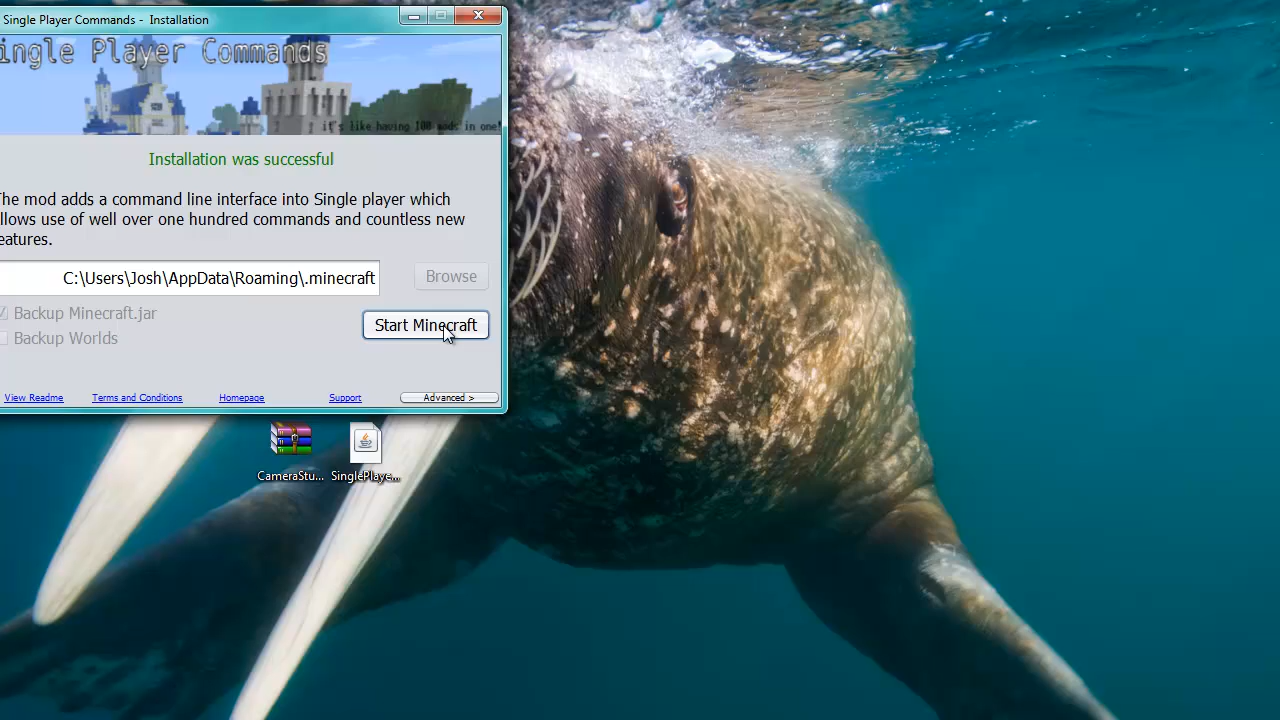 Single Player Commands - Installation
ingle Player Commands
it's like having 100 mods in one!
Installation was successful
The mod adds a command line interface into Single player which
llows use of well over one hundred commands and countless new
eatures.
C:\Users\Josh\AppData\Roaming\.minecraft
Browse
Backup Minecraft.jar
Start Minecraft
Backup Worlds
View Readme
Terms and Conditions
Homepage
Support
Advanced >
CameraStu...
SinglePlaye...